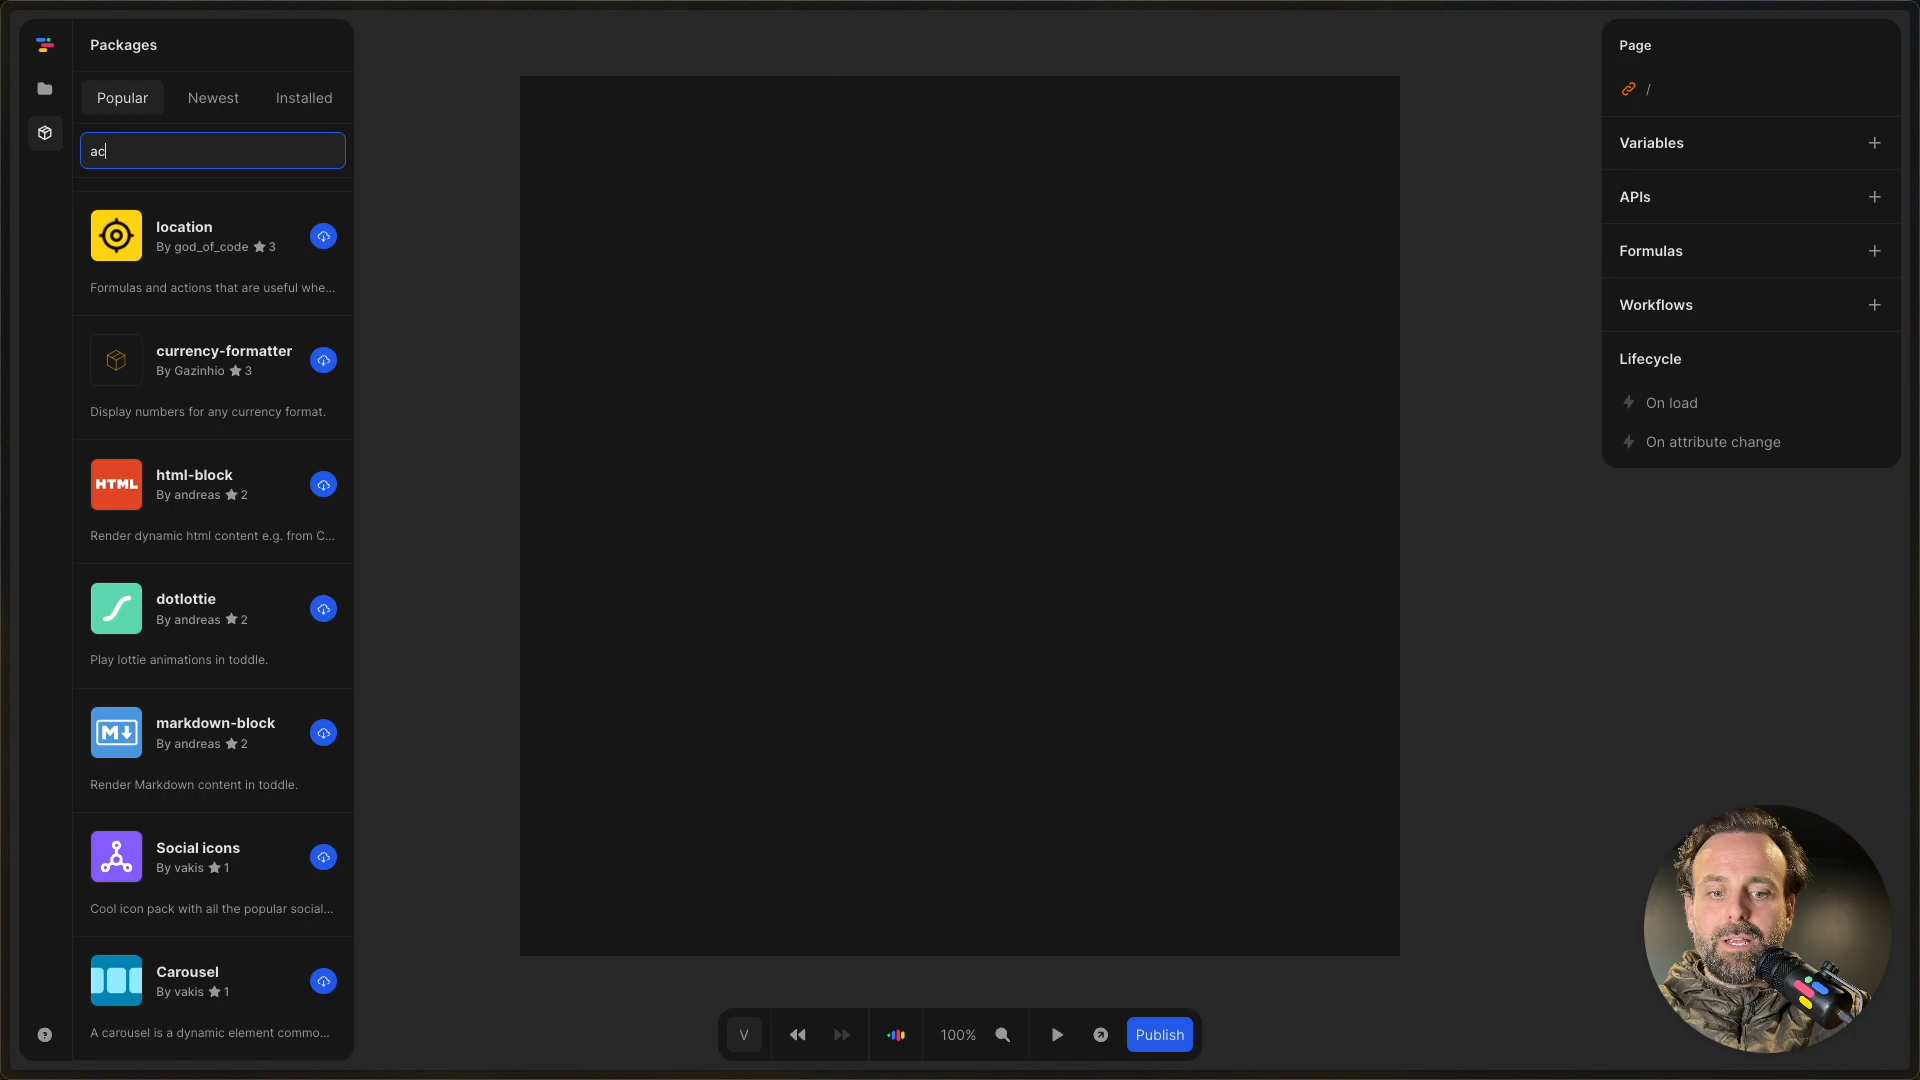 Packages
Popular
Newest
Installed
ac
location
By god_of_code 3
Formulas and actions that are useful whe...
currency-formatter
By Gazinhio 3
Display numbers for any currency format.
HTML
html-block
By andreas 2
Render dynamic html content e.g. from C...
dotlottie
By andreas 2
Play lottie animations in toddle.
M
markdown-block
By andreas 2
Render Markdown content in toddle.
Social icons
By vakis 1
Cool icon pack with all the popular social...
Carousel
By vakis 1
A carousel is a dynamic element commo...
?
V
100%
Publish
Page
/
Variables
APIs
Formulas
Workflows
Lifecycle
On load
On attribute change